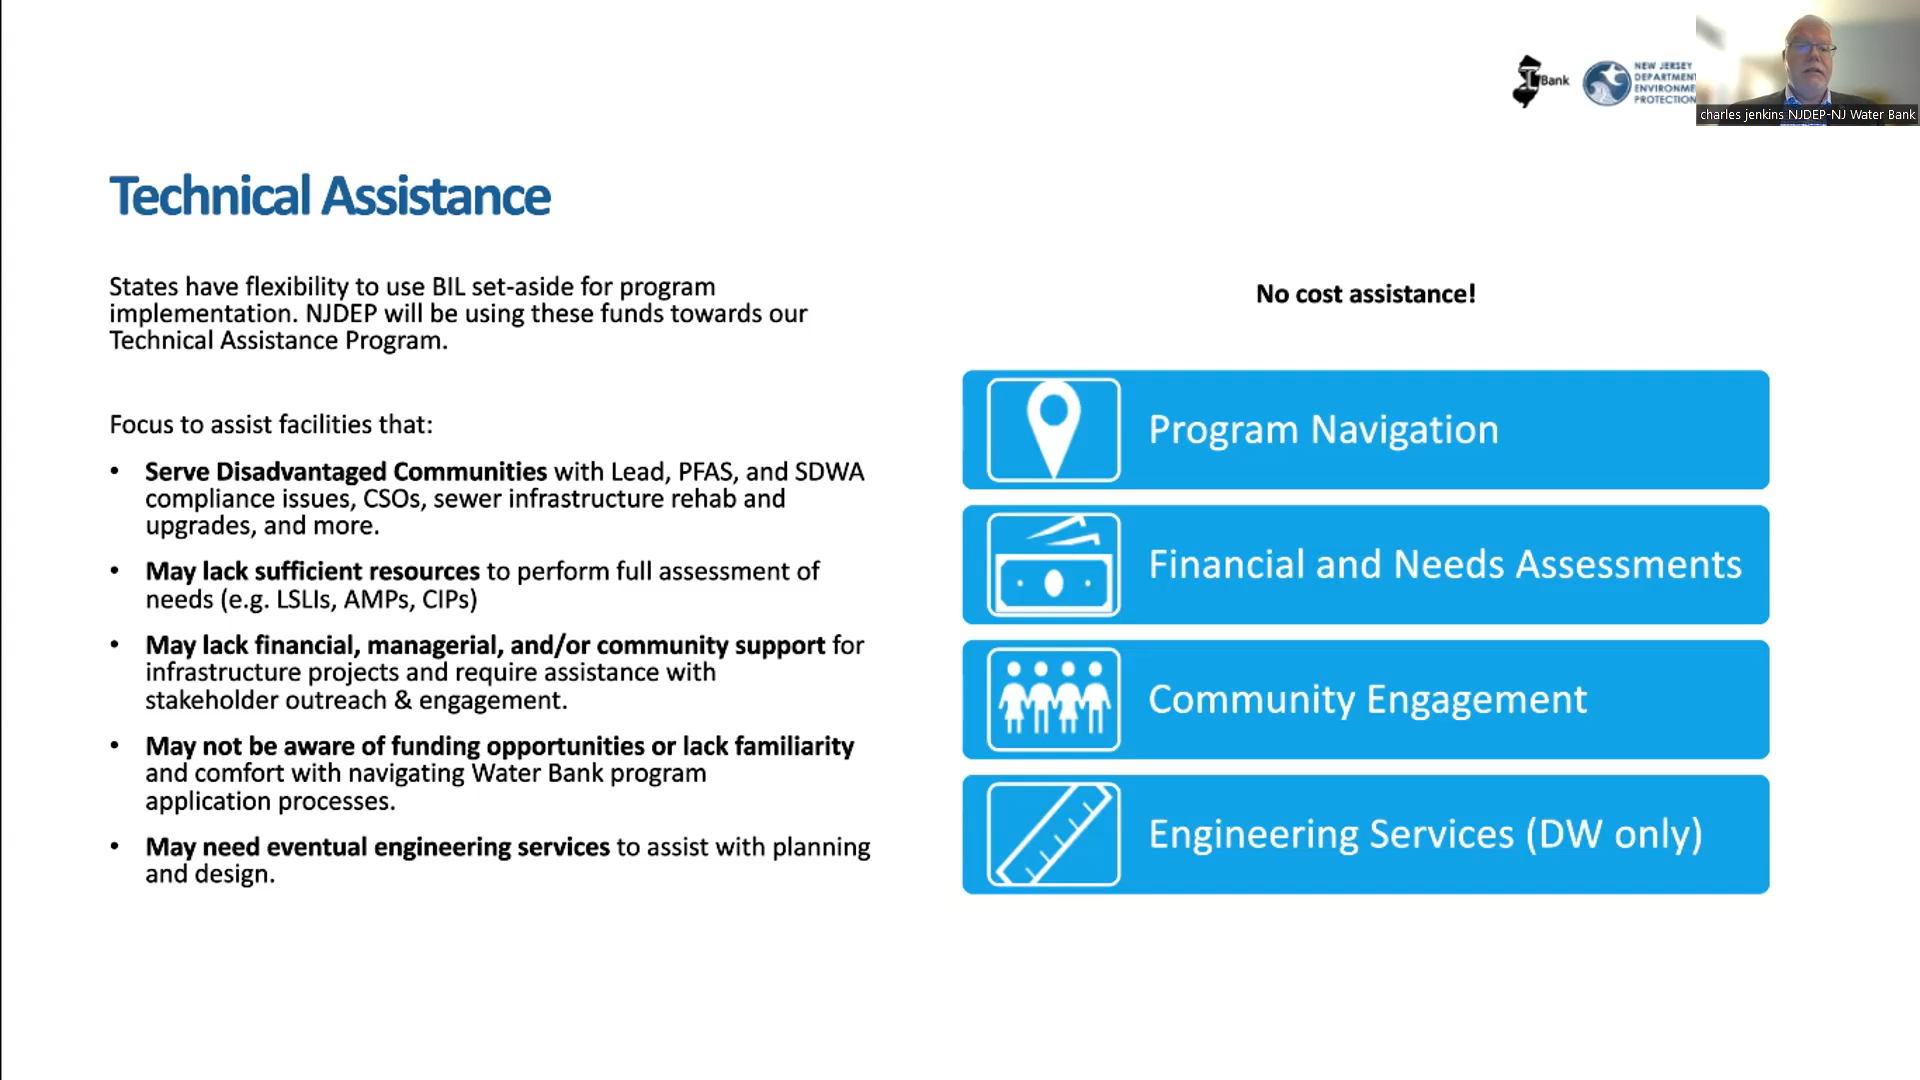 Bank
NEW JERSEY
DEPARTMENT
ENVIRONME
PROTECTION
charles jenkins NJDEP-NJ Water Bank
Technical Assistance
States have flexibility to use BIL set-aside for program
implementation. NJDEP will be using these funds towards our
Technical Assistance Program.
Focus to assist facilities that:
• Serve Disadvantaged Communities with Lead, PFAS, and SDWA
compliance issues, CSOs, sewer infrastructure rehab and
upgrades, and more.
• May lack sufficient resources to perform full assessment of
needs (e.g. LSLIs, AMPs, CIPs)
• May lack financial, managerial, and/or community support for
infrastructure projects and require assistance with
stakeholder outreach & engagement.
• May not be aware of funding opportunities or lack familiarity
and comfort with navigating Water Bank program
application processes.
• May need eventual engineering services to assist with planning
and design.
No cost assistance!
Program Navigation
Financial and Needs Assessments
Community Engagement
Engineering Services (DW only)